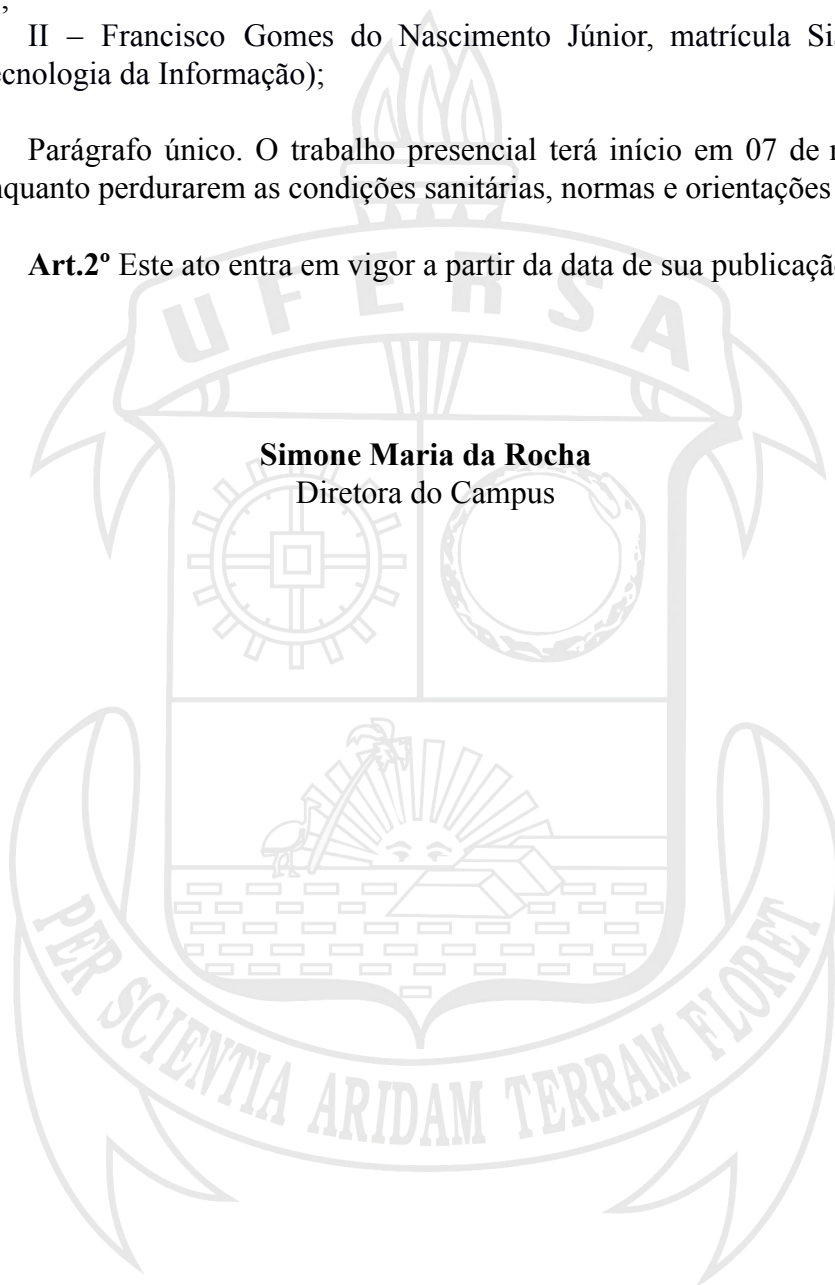 ,
II – Francisco Gomes do Nascimento Júnior, matrícula Sia
ecnologia da Informação);
Parágrafo único. O trabalho presencial terá início em 07 de
nquanto perdurarem as condições sanitárias, normas e orientações
Art.2º Este ato entra em vigor a partir da data de sua publicaçã
UFERSA
Simone Maria da Rocha
Diretora do Campus
PER SCIENTIA ARIDAM TERRAM FLORET